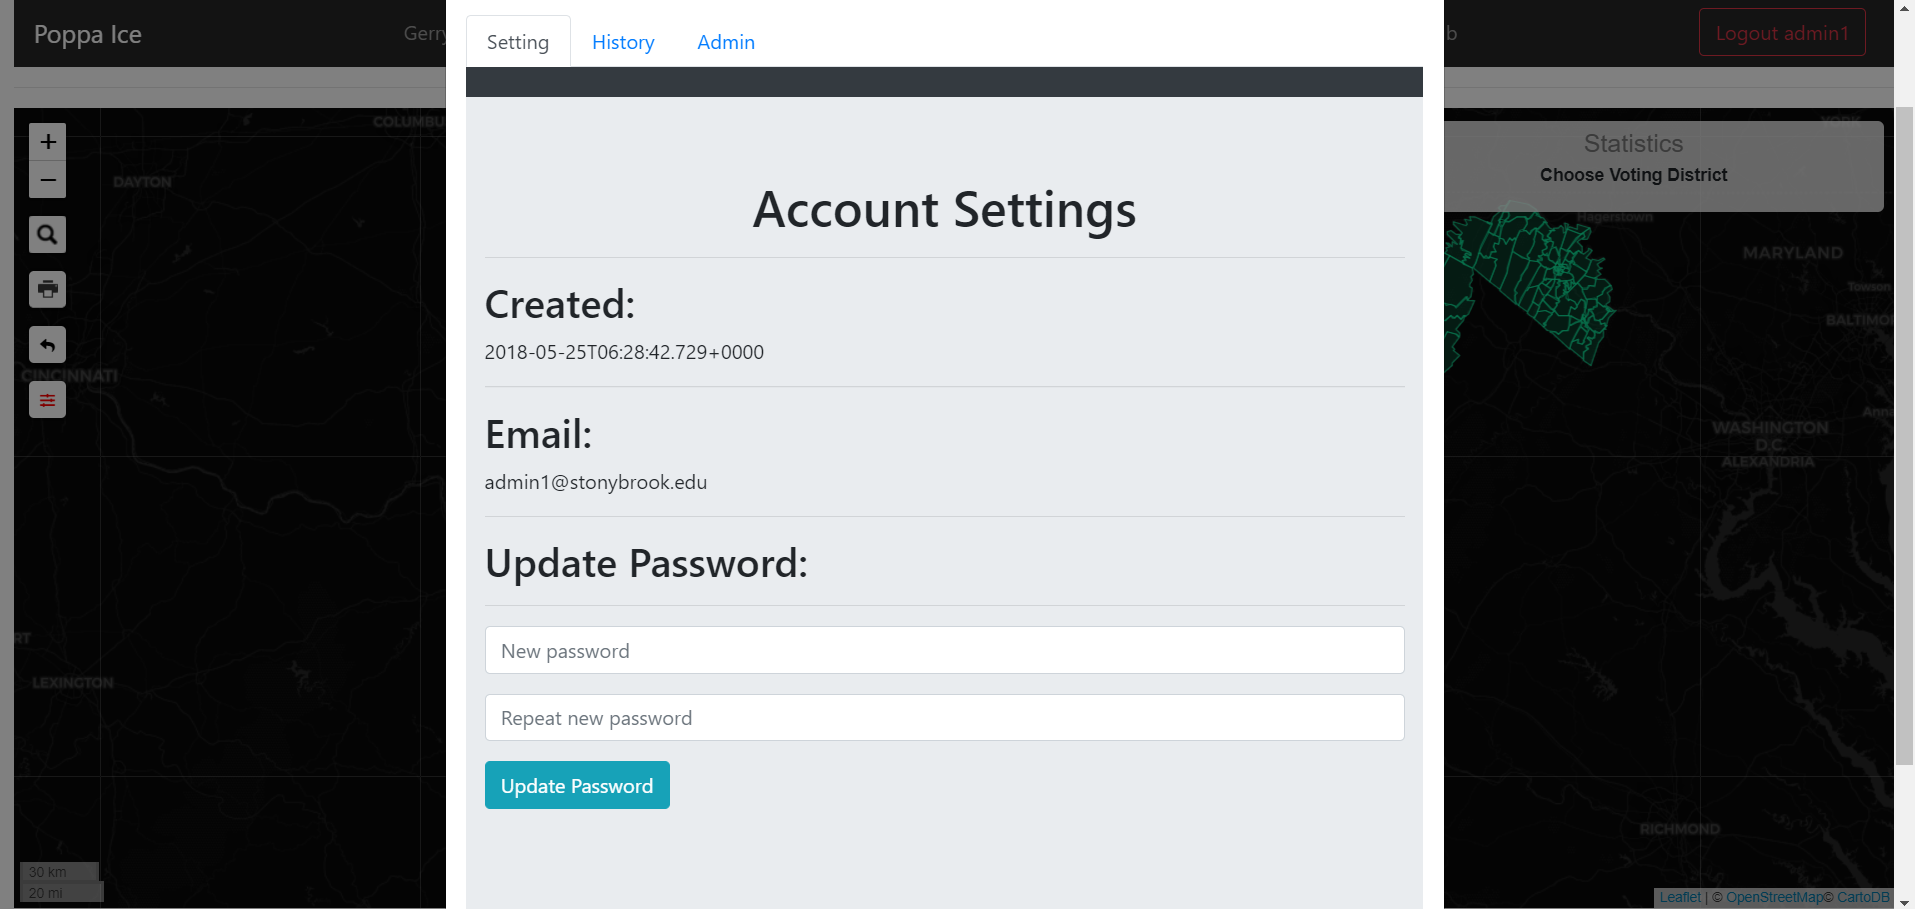 Poppa Ice
Gerry
b
Logout admin1
Setting
History
Admin
Account Settings
Created:
2018-05-25T06:28:42.729+0000
Email:
admin1@stonybrook.edu
Update Password:
New password
Repeat new password
Update Password
+
−
COLUMBU
DAYTON
CINCINNATI
RT
LEXINGTON
30 km
20 mi
YORK
Statistics
Choose Voting District
Hagerstown
MARYLAND
Towson
BALTIMOR
Anna
WASHINGTON
D.C.
ALEXANDRIA
RICHMOND
Leaflet | © OpenStreetMap© CartoDB